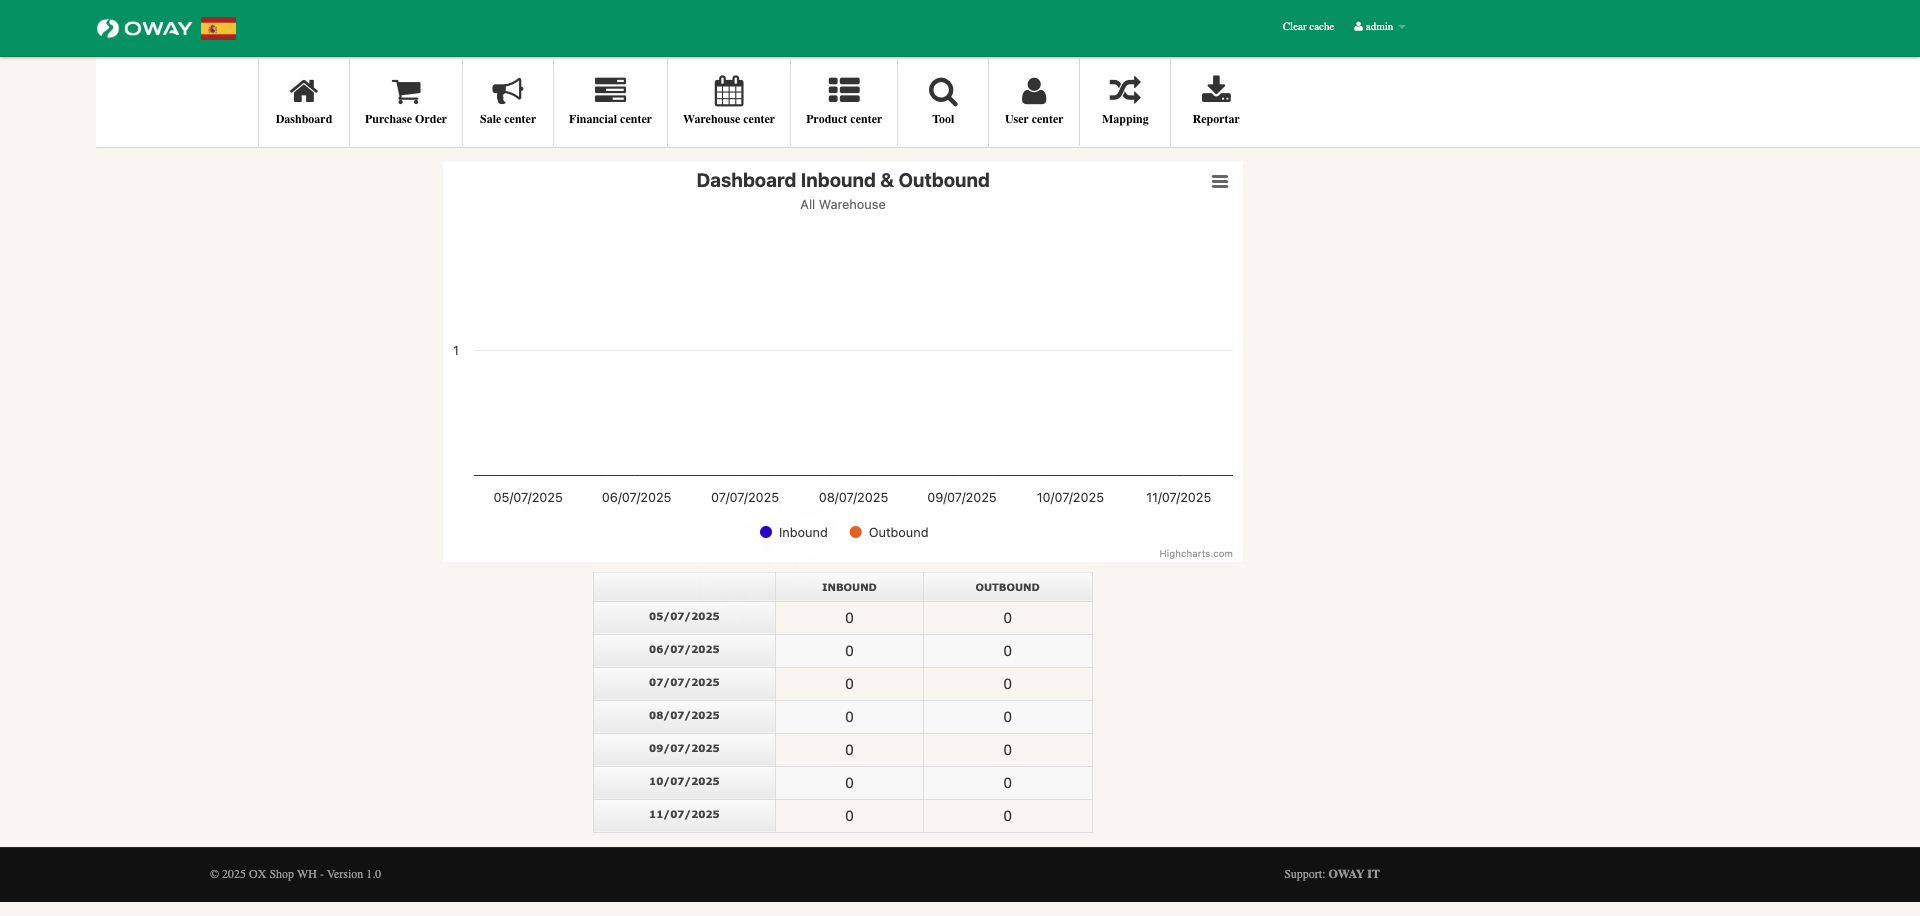 OWAY
Clear cache
admin
Dashboard
Purchase Order
Sale center
Financial center
Warehouse center
Product center
Tool
User center
Mapping
Reportar
Dashboard Inbound & Outbound
All Warehouse
1
05/07/2025 06/07/2025 07/07/2025 08/07/2025 09/07/2025 10/07/2025 11/07/2025
Inbound Outbound
Highcharts.com
INBOUND OUTBOUND
05/07/2025 0 0
06/07/2025 0 0
07/07/2025 0 0
08/07/2025 0 0
09/07/2025 0 0
10/07/2025 0 0
11/07/2025 0 0
© 2025 OX Shop WH - Version 1.0
Support: OWAY IT